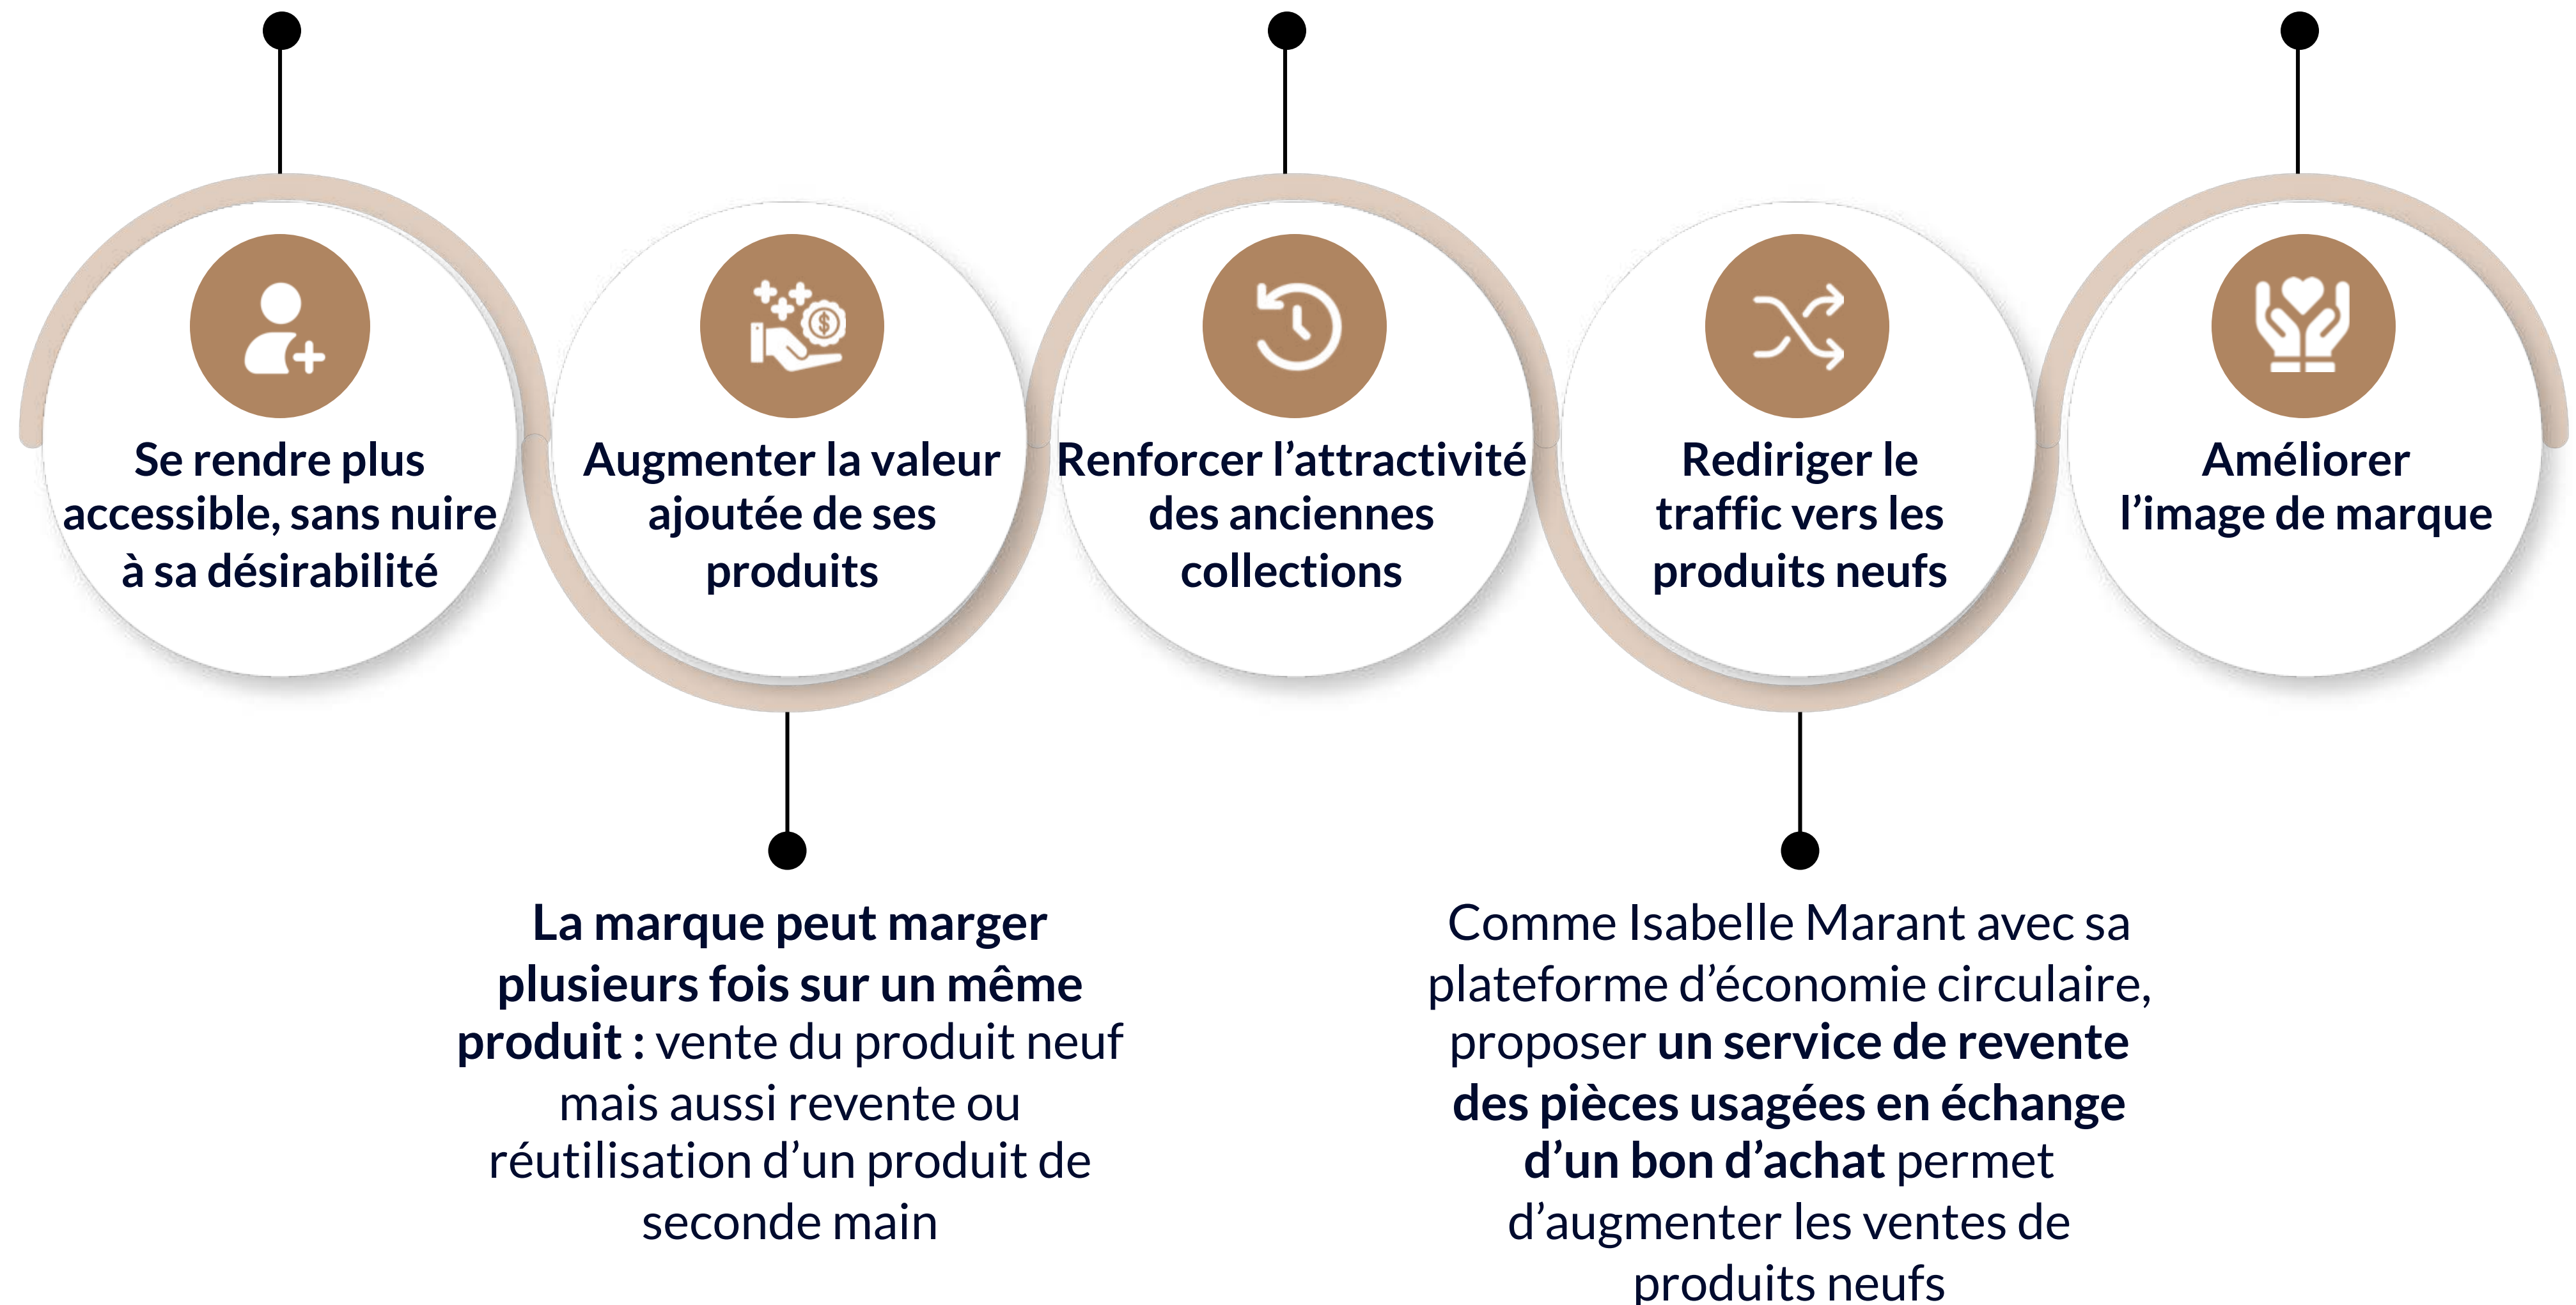 Se rendre plus
accessible, sans nuire
à sa désirabilité
Augmenter la valeur
ajoutée de ses
produits
Renforcer l’attractivité
des anciennes
collections
Rediriger le
traffic vers les
produits neufs
Améliorer
l’image de marque
La marque peut marger
plusieurs fois sur un même
produit : vente du produit neuf
mais aussi revente ou
réutilisation d’un produit de
seconde main
Comme Isabelle Marant avec sa
plateforme d’économie circulaire,
proposer un service de revente
des pièces usagées en échange
d’un bon d’achat permet
d’augmenter les ventes de
produits neufs